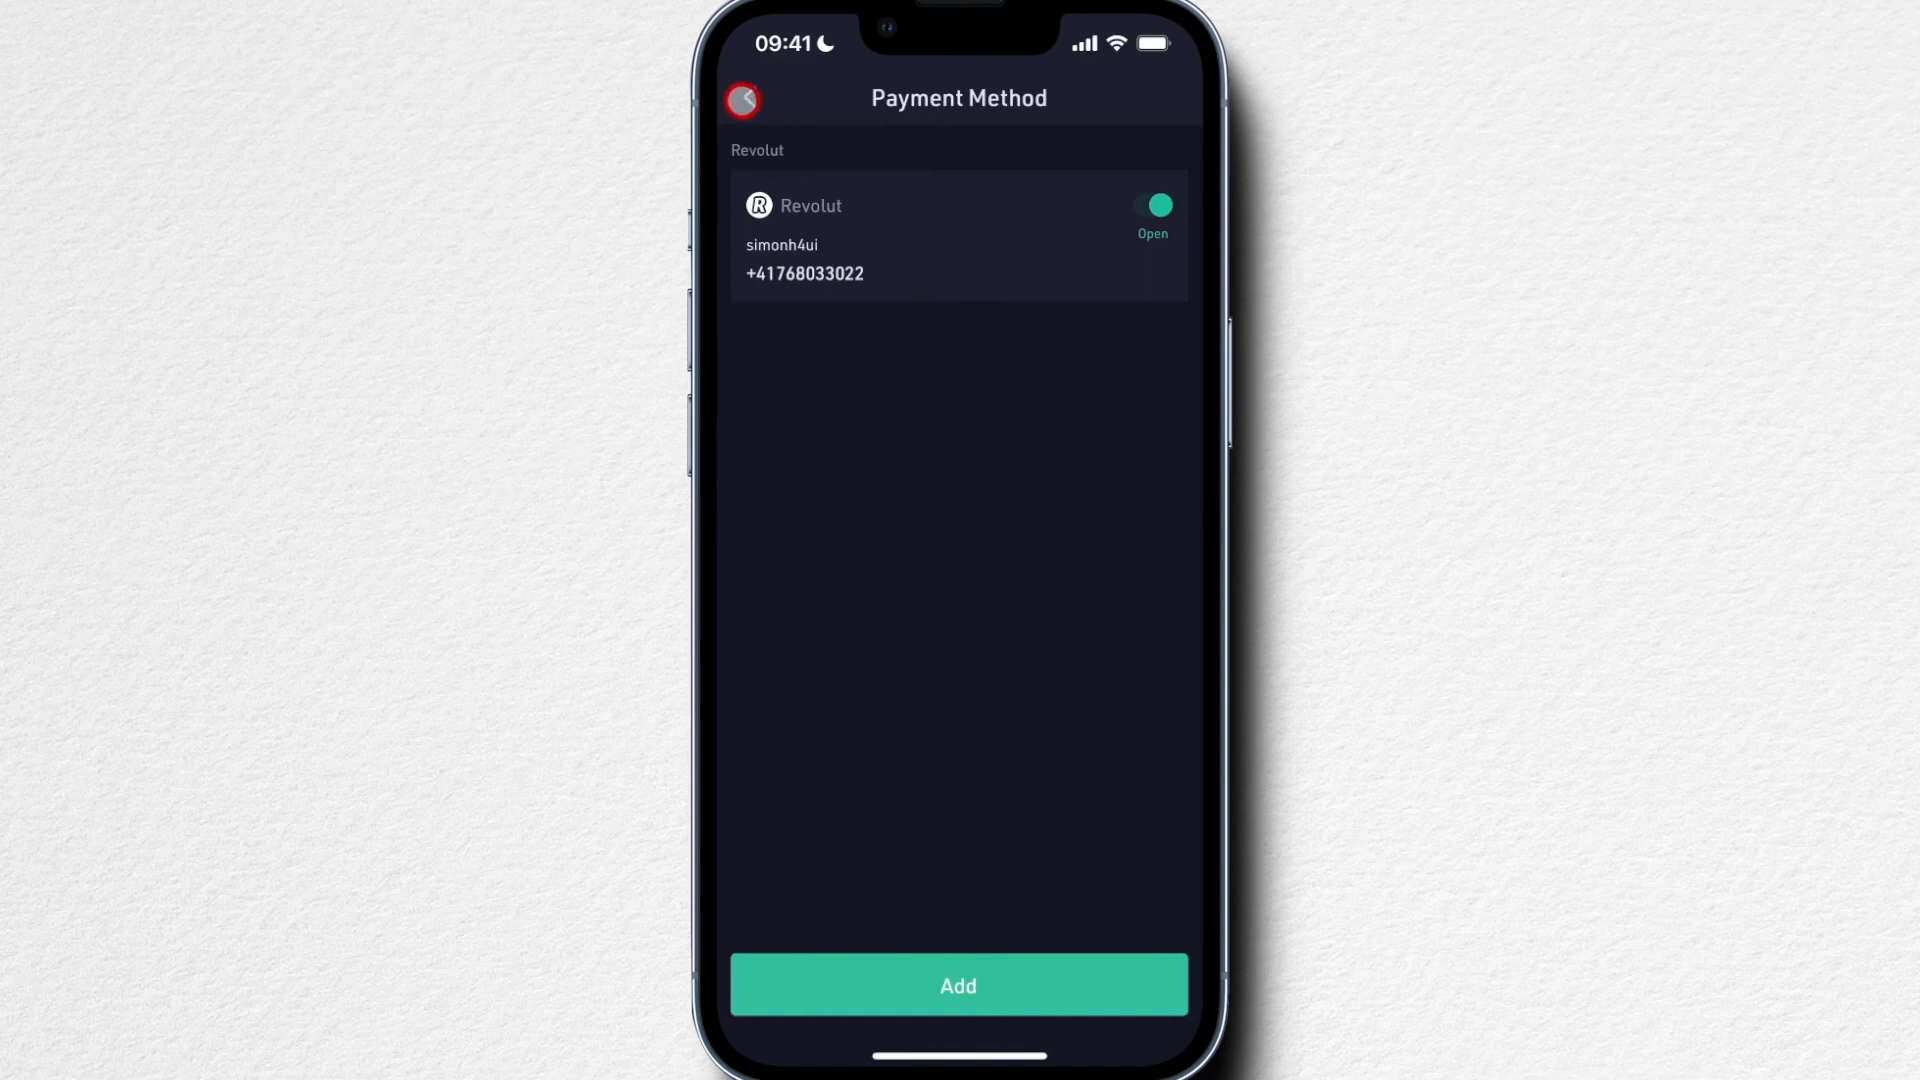 09:41
Payment Method
Revolut
R Revolut
Open
simonh4ui
+41768033022
Add